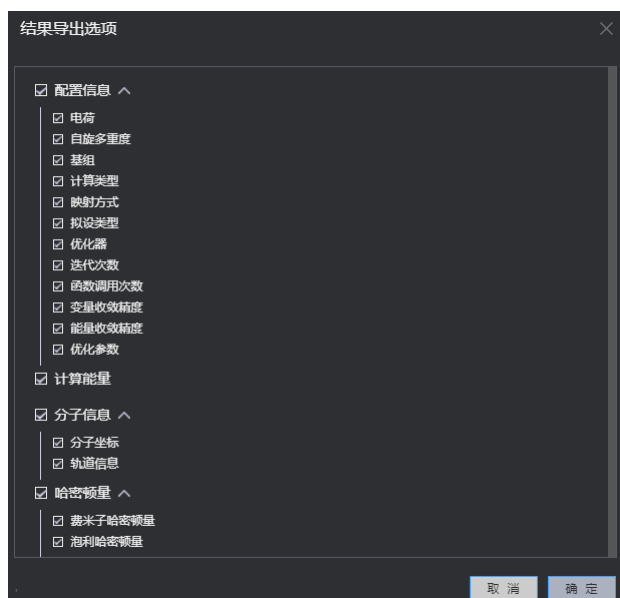 结果导出选项
配置信息
电荷
自旋多重度
基组
计算类型
映射方式
拟设类型
优化器
迭代次数
函数调用次数
变量收敛精度
能量收敛精度
优化参数
计算能量
分子信息
分子坐标
轨道信息
哈密顿量
费米子哈密顿量
泡利哈密顿量
取 消 确 定